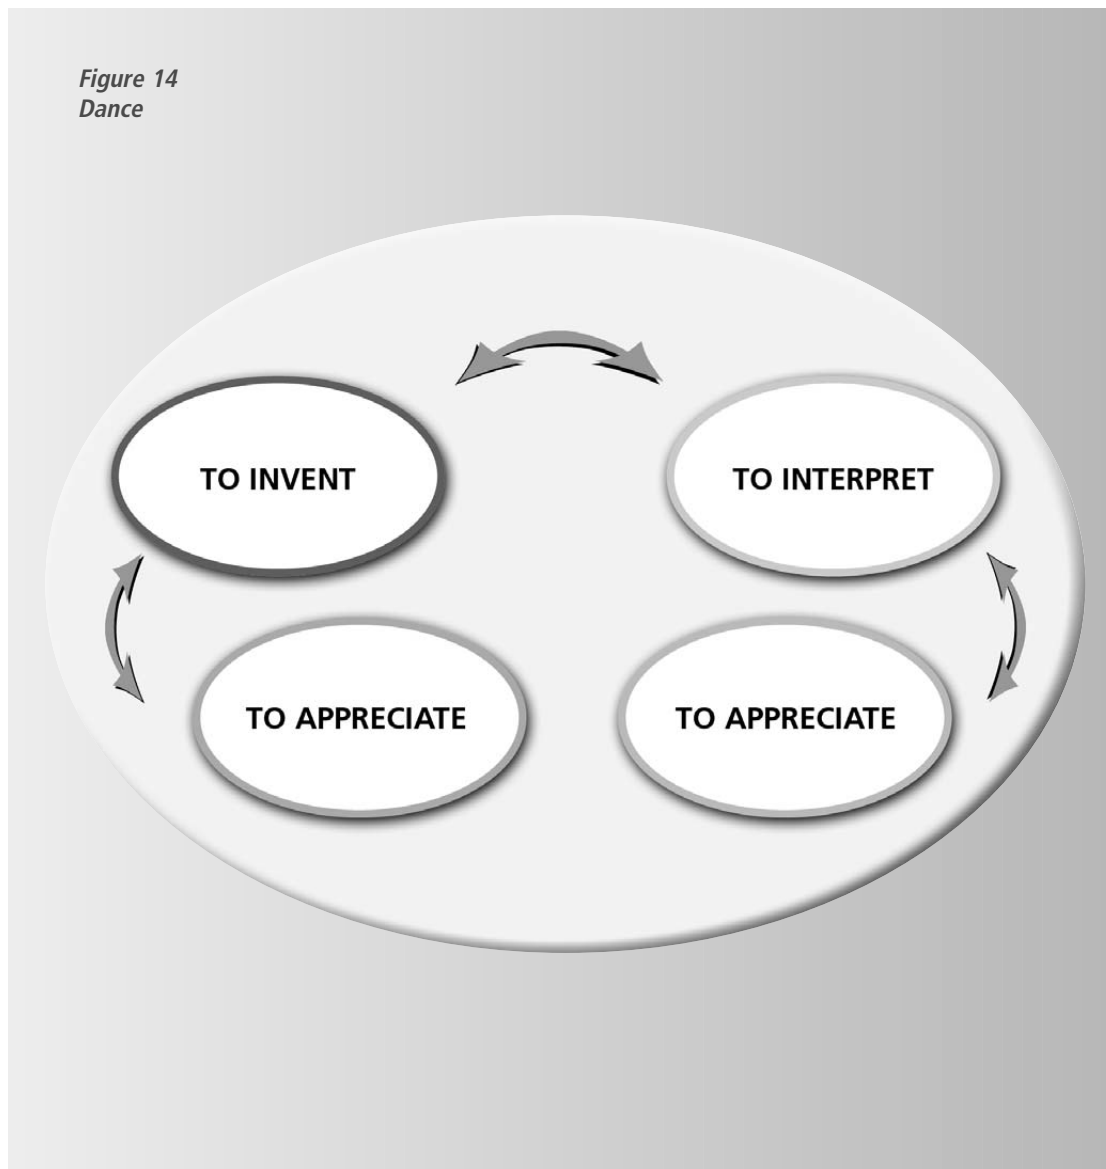 Figure 14
Dance
TO INVENT
TO INTERPRET
TO APPRECIATE
TO APPRECIATE